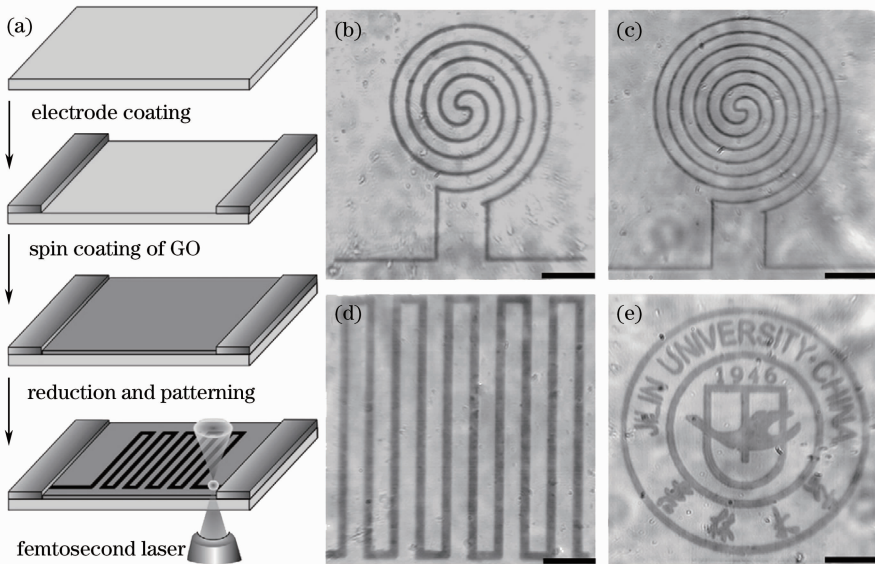 (a)
electrode coating
spin coating of GO
reduction and patterning
femtosecond laser
(b)
(c)
(d)
(e)
JILIN UNIVERSITY·CHINA
1946